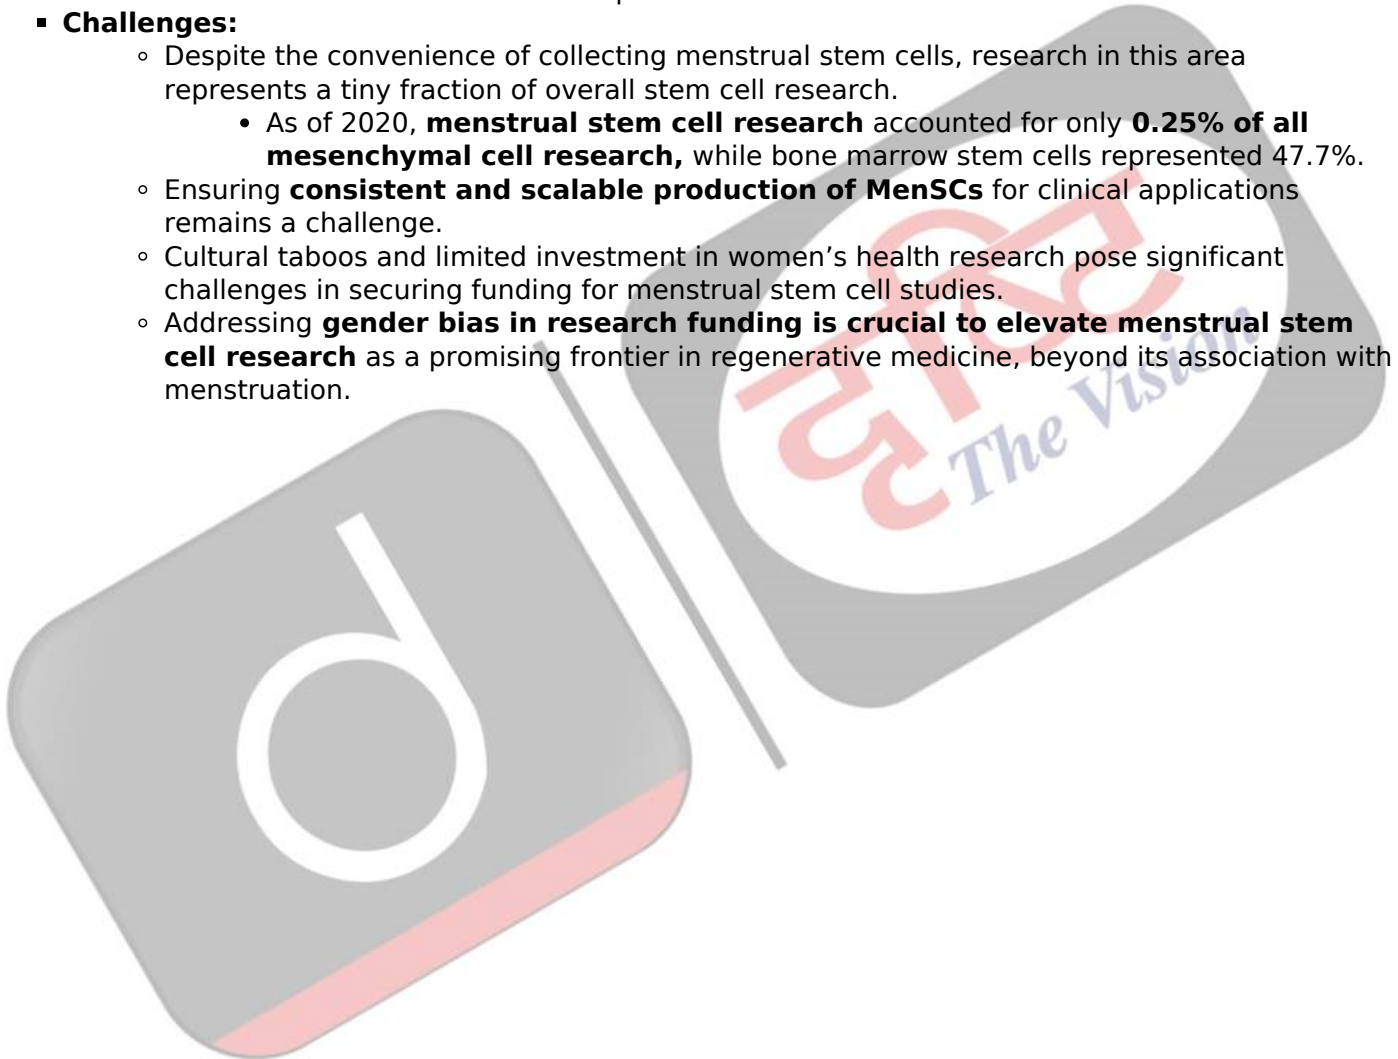 Challenges:
Despite the convenience of collecting menstrual stem cells, research in this area
represents a tiny fraction of overall stem cell research.
As of 2020, menstrual stem cell research accounted for only 0.25% of all
mesenchymal cell research, while bone marrow stem cells represented 47.7%.
Ensuring consistent and scalable production of MenSCs for clinical applications
remains a challenge.
Cultural taboos and limited investment in women’s health research pose significant
challenges in securing funding for menstrual stem cell studies.
Addressing gender bias in research funding is crucial to elevate menstrual stem
cell research as a promising frontier in regenerative medicine, beyond its association with
menstruation.
दृष्टि
The Vision
d